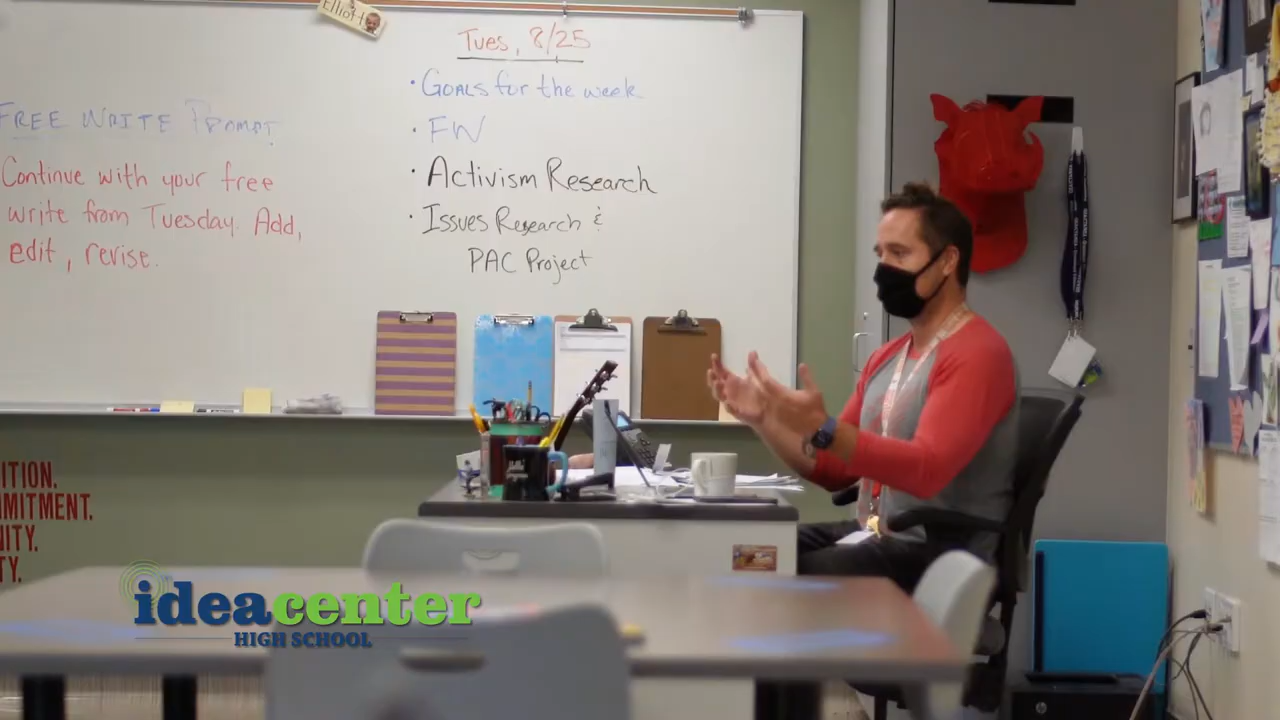 Elliott
Tues, 8/25
• Goals for the week
• FW
• Activism Research
• Issues Research &
PAC Project
FREE WRITE PROMPT
Continue with your free
write from Tuesday. Add,
edit, revise.
ITION.
MMITMENT.
NITY.
TY.
ideacenter
HIGH SCHOOL